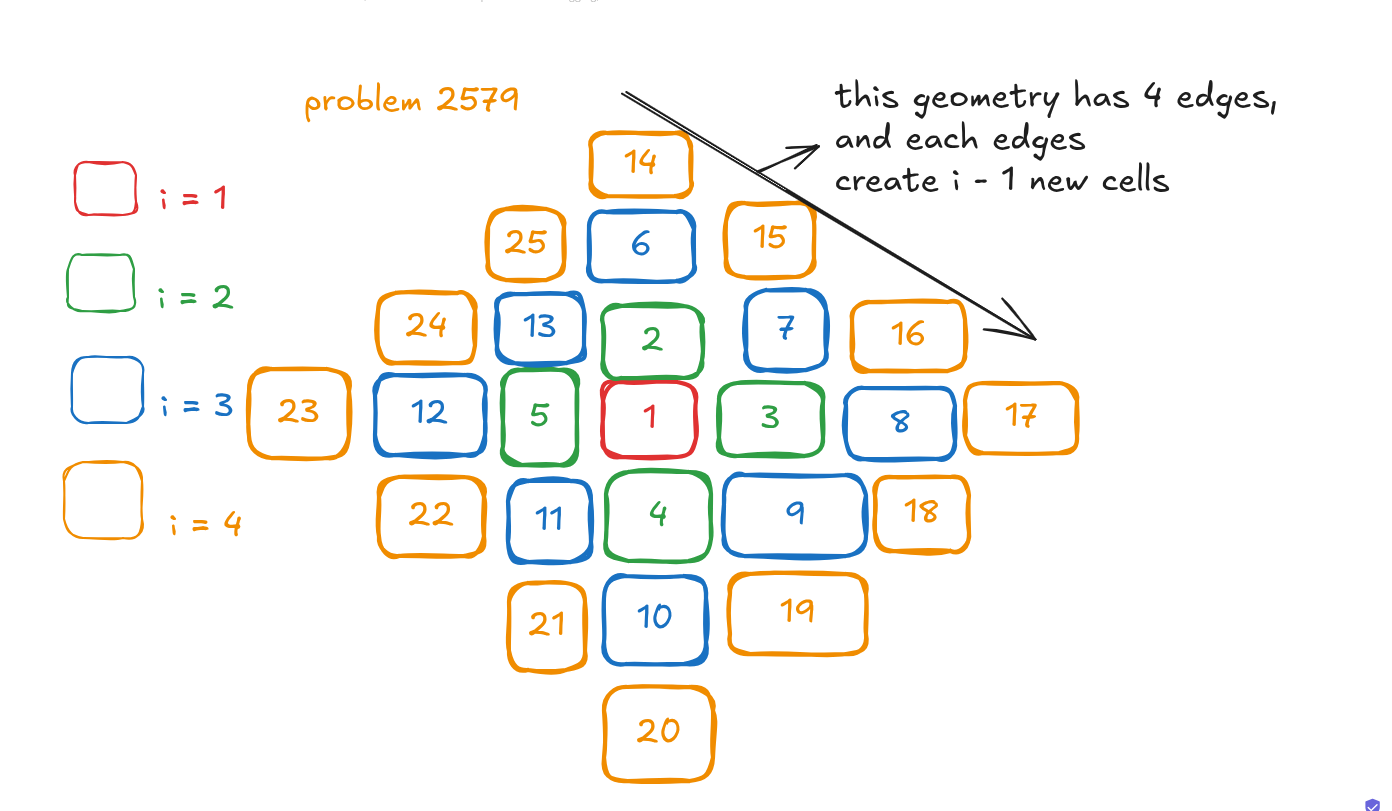 problem 2579
this geometry has 4 edges,
and each edges
create i - 1 new cells
i = 1
i = 2
i = 3
i = 4
14
25 6 15
24 13 2 7 16
23 12 5 1 3 8 17
22 11 4 9 18
21 10 19
20